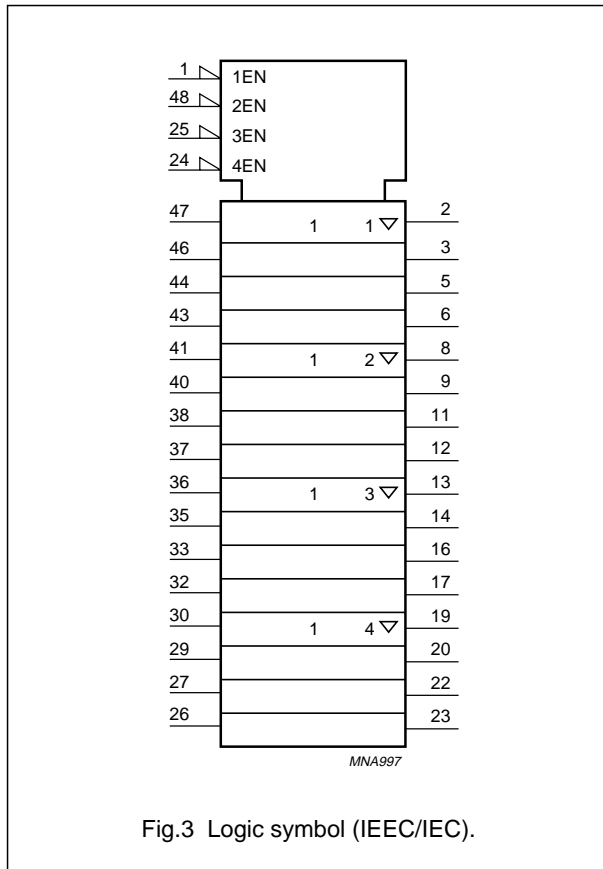 1 1EN
48 2EN
25 3EN
24 4EN
47 1 1 2
46 3
44 5
43 6
41 1 2 8
40 9
38 11
37 12
36 1 3 13
35 14
33 16
32 17
30 1 4 19
29 20
27 22
26 23
MNA997
Fig.3 Logic symbol (IEEC/IEC).